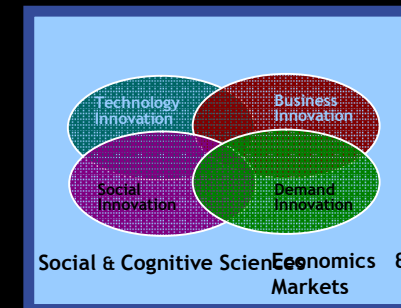 Technology
Innovation
Business
Innovation
Social
Innovation
Demand
Innovation
Social & Cognitive Sciences
Economics &
Markets